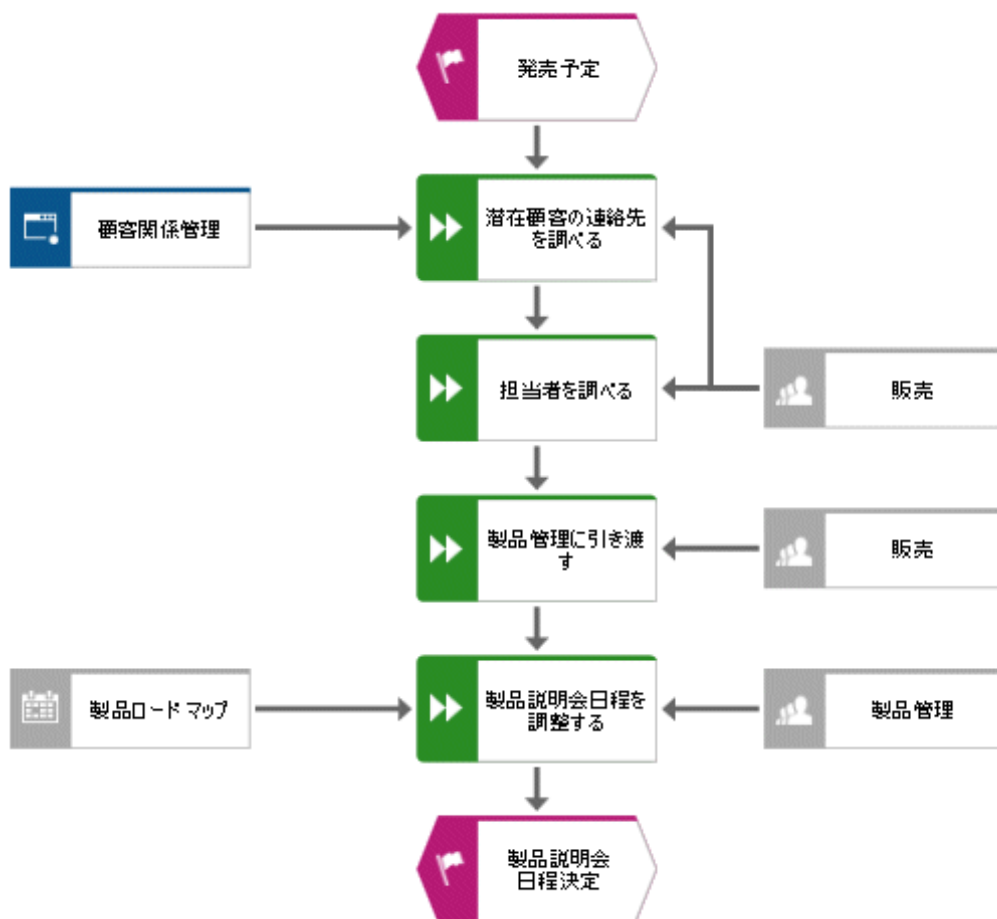 発売予定
顧客関係管理
潜在顧客の連絡先
を調べる
担当者を調べる
販売
製品管理に引き渡
す
販売
製品ロードマップ
製品説明会日程を
調整する
製品管理
製品説明会
日程決定